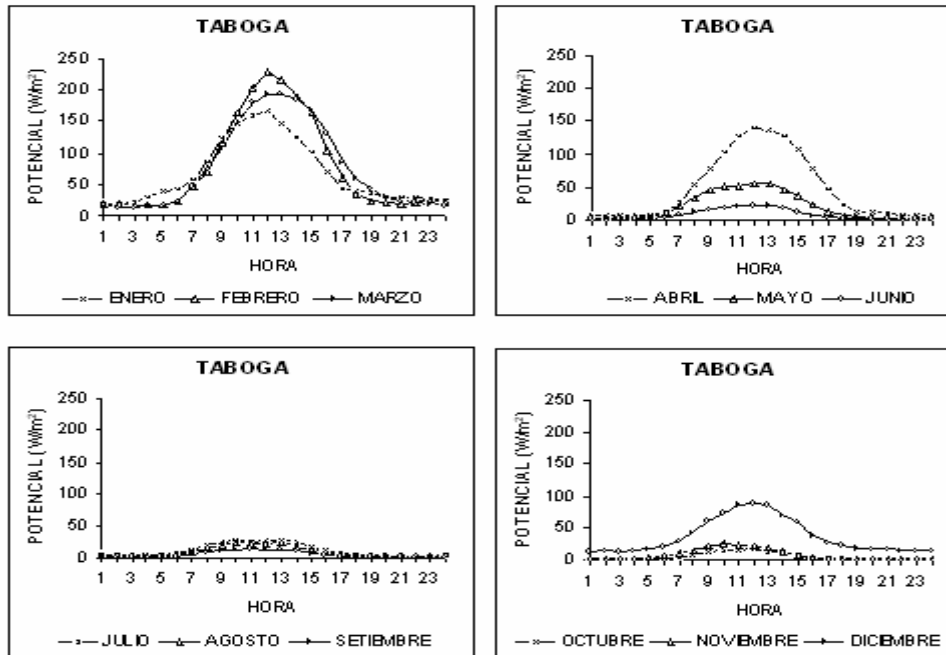 TABOGA
POTENCIAL (W/m²)
250
200
150
100
50
0
1 3 5 7 9 11 13 15 17 19 21 23
HORA
ENERO FEBRERO MARZO
TABOGA
POTENCIAL (W/m²)
250
200
150
100
50
0
1 3 5 7 9 11 13 15 17 19 21 23
HORA
ABRIL MAYO JUNIO
TABOGA
POTENCIAL (W/m²)
250
200
150
100
50
0
1 3 5 7 9 11 13 15 17 19 21 23
HORA
JULIO AGOSTO SETIEMBRE
TABOGA
POTENCIAL (W/m²)
250
200
150
100
50
0
1 3 5 7 9 11 13 15 17 19 21 23
HORA
OCTUBRE NOVIEMBRE DICIEMBRE